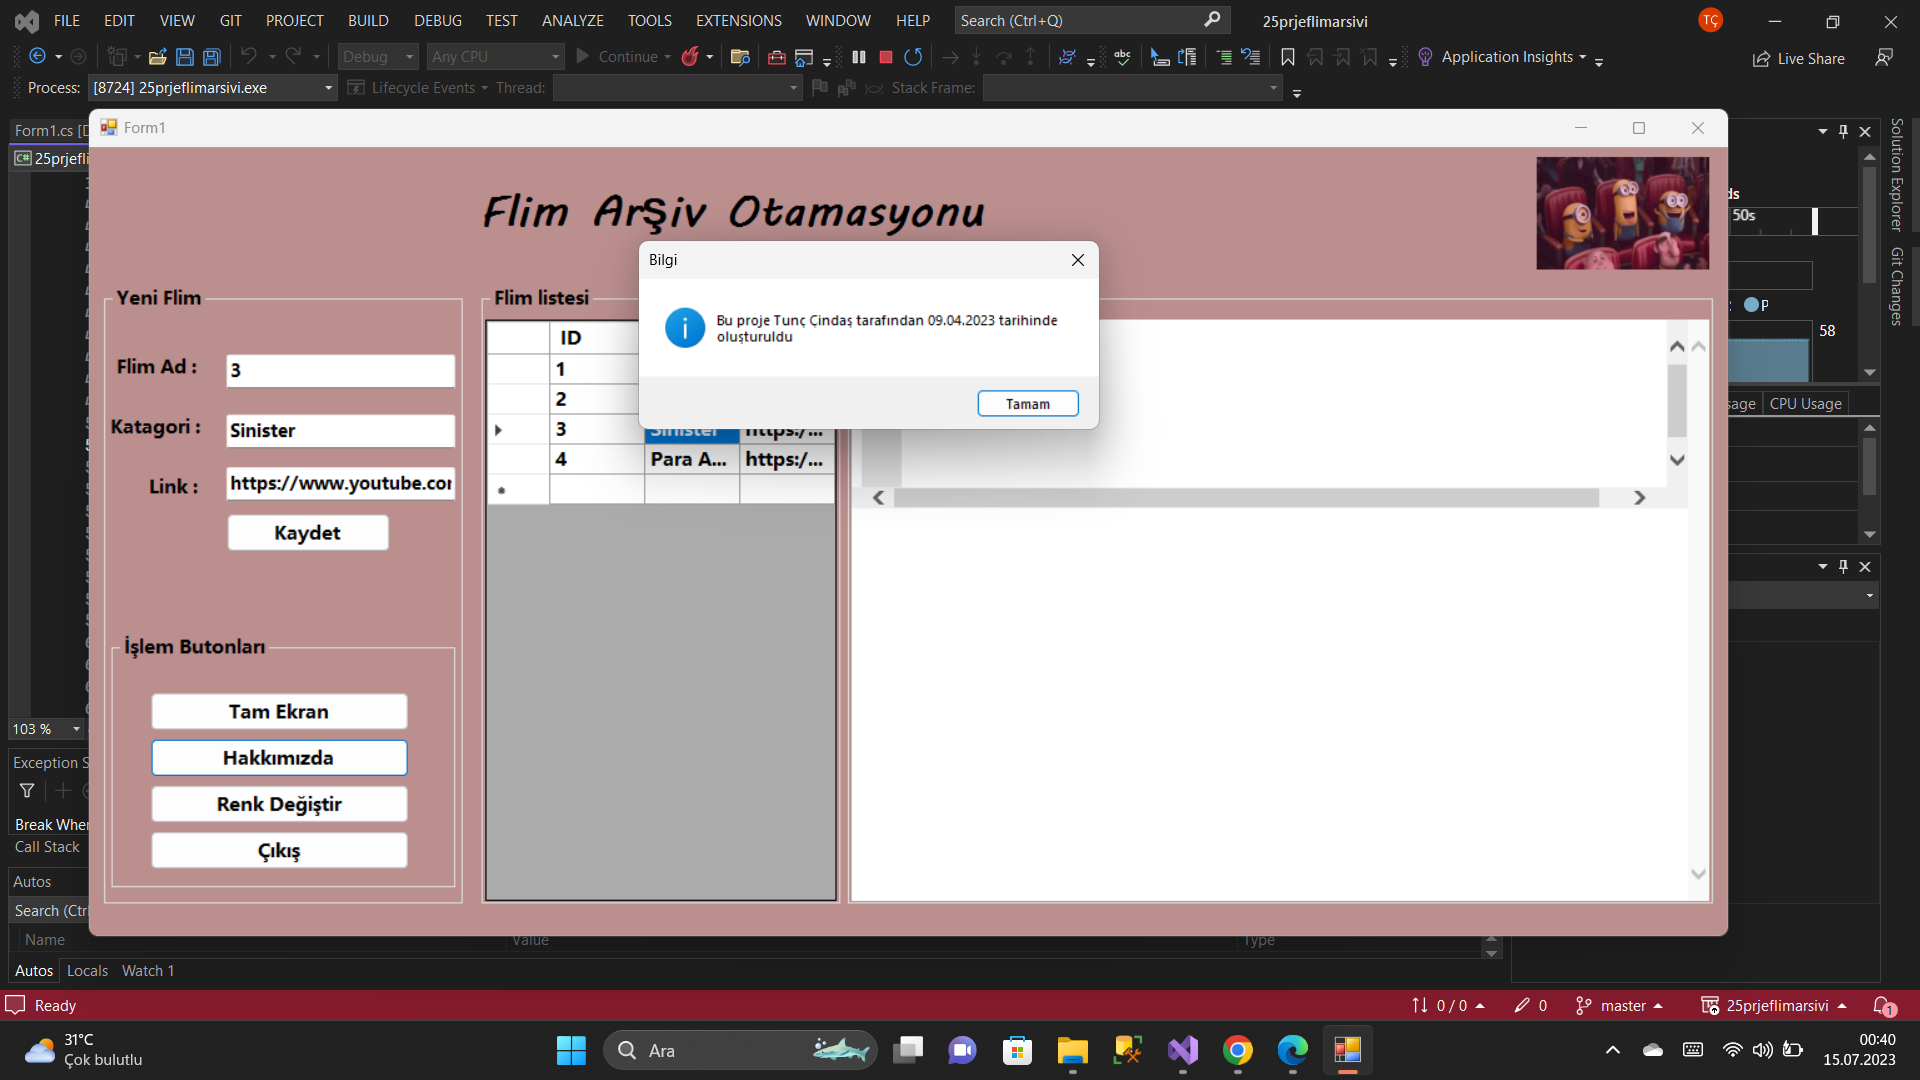 FILE EDIT VIEW GIT PROJECT BUILD DEBUG TEST ANALYZE TOOLS EXTENSIONS WINDOW HELP Search (Ctrl+Q) 25prjeflimarsivi TÇ
Debug Any CPU Continue Application Insights Live Share
Process: [8724] 25prjeflimarsivi.exe Lifecycle Events Thread: Stack Frame:
Form1.cs [D
25prjefli
Form1
Flim Arşiv Otamasyonu
Bilgi
Bu proje Tunç Çindaş tarafından 09.04.2023 tarihinde
oluşturuldu
Tamam
Yeni Flim
Flim Ad : 3
Katagori : Sinister
Link : https://www.youtube.cor
Kaydet
İşlem Butonları
Tam Ekran
Hakkımızda
Renk Değiştir
Çıkış
Flim listesi
ID
1
2
3 Sinister https:/...
4 Para A... https:/...
ds
50s
P
58
sage CPU Usage
Solution Explorer
Git Changes
103 %
Exception S
Break Wher
Call Stack
Autos
Search (Ctrl
Name Value Type
Autos Locals Watch 1
Ready 0 / 0 0 master 25prjeflimarsivi 1
31°C
Çok bulutlu
Ara
00:40
15.07.2023